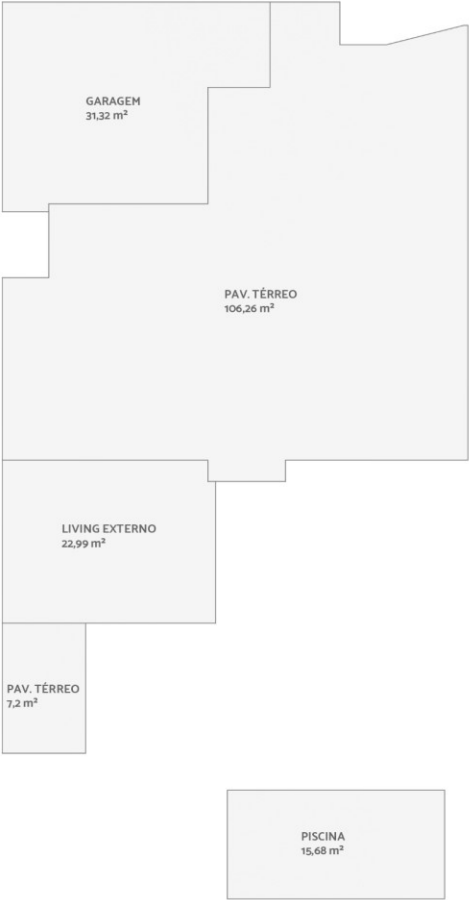 GARAGEM
31,32 m²
PAV. TÉRREO
106,26 m²
LIVING EXTERNO
22,99 m²
PAV. TÉRREO
7,2 m²
PISCINA
15,68 m²